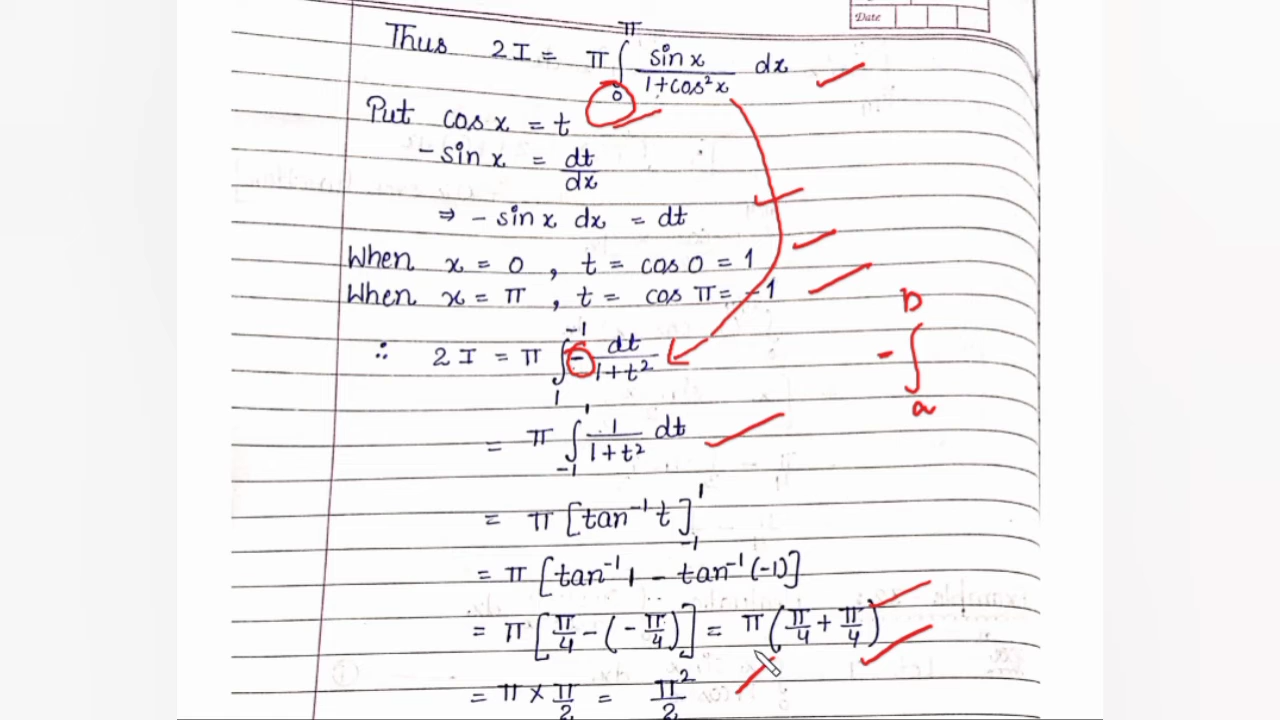 Date
Thus 2I = π ∫₀^π sin x / 1+cos²x dx
Put cos x = t
- sin x = dt/dx
⇒ - sin x dx = dt
When x = 0 , t = cos 0 = 1
When x = π , t = cos π = -1
∴ 2I = π ∫₁^-1 - dt / 1+t²
b
- ∫
a
= π ∫₋₁^1 1 / 1+t² dt
= π [tan⁻¹ t]₋₁^1
= π [tan⁻¹ 1 - tan⁻¹ (-1)]
= π [π/4 - (-π/4)] = π (π/4 + π/4)
= π × π/2 = π²/2